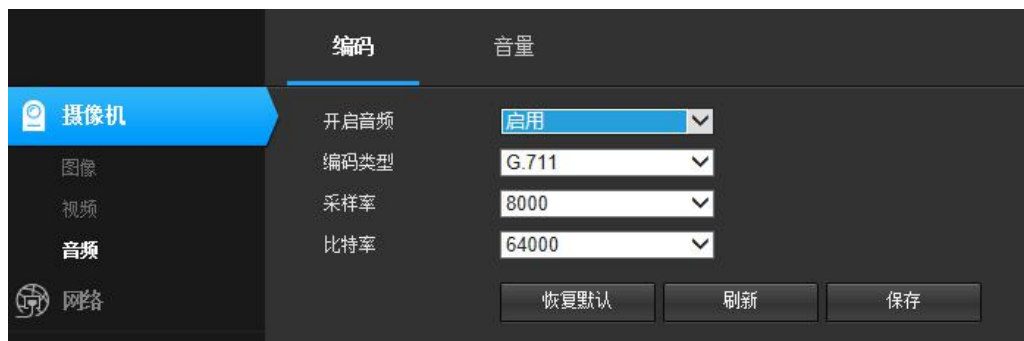 编码 音量
摄像机
图像
视频
音频
网络
开启音频 启用
编码类型 G.711
采样率 8000
比特率 64000
恢复默认 刷新 保存